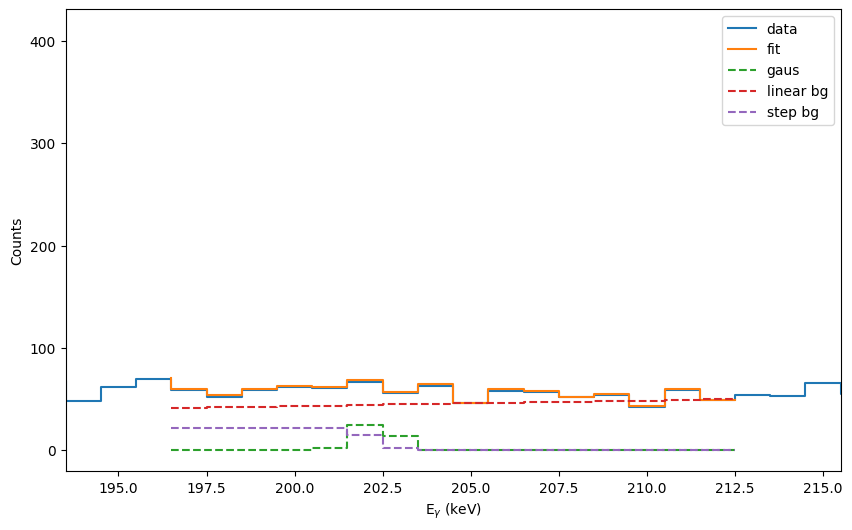 400
300
200
100
0
Counts
data
fit
gaus
linear bg
step bg
195.0 197.5 200.0 202.5 205.0 207.5 210.0 212.5 215.0
Eγ (keV)